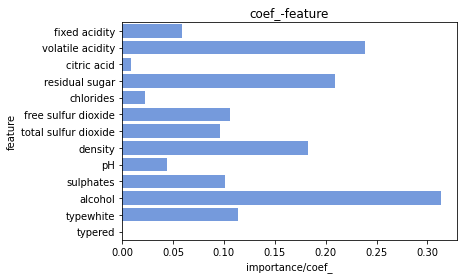 coef_-feature
fixed acidity
volatile acidity
citric acid
residual sugar
chlorides
free sulfur dioxide
total sulfur dioxide
density
pH
sulphates
alcohol
typewhite
typered
feature
0.00 0.05 0.10 0.15 0.20 0.25 0.30
importance/coef_